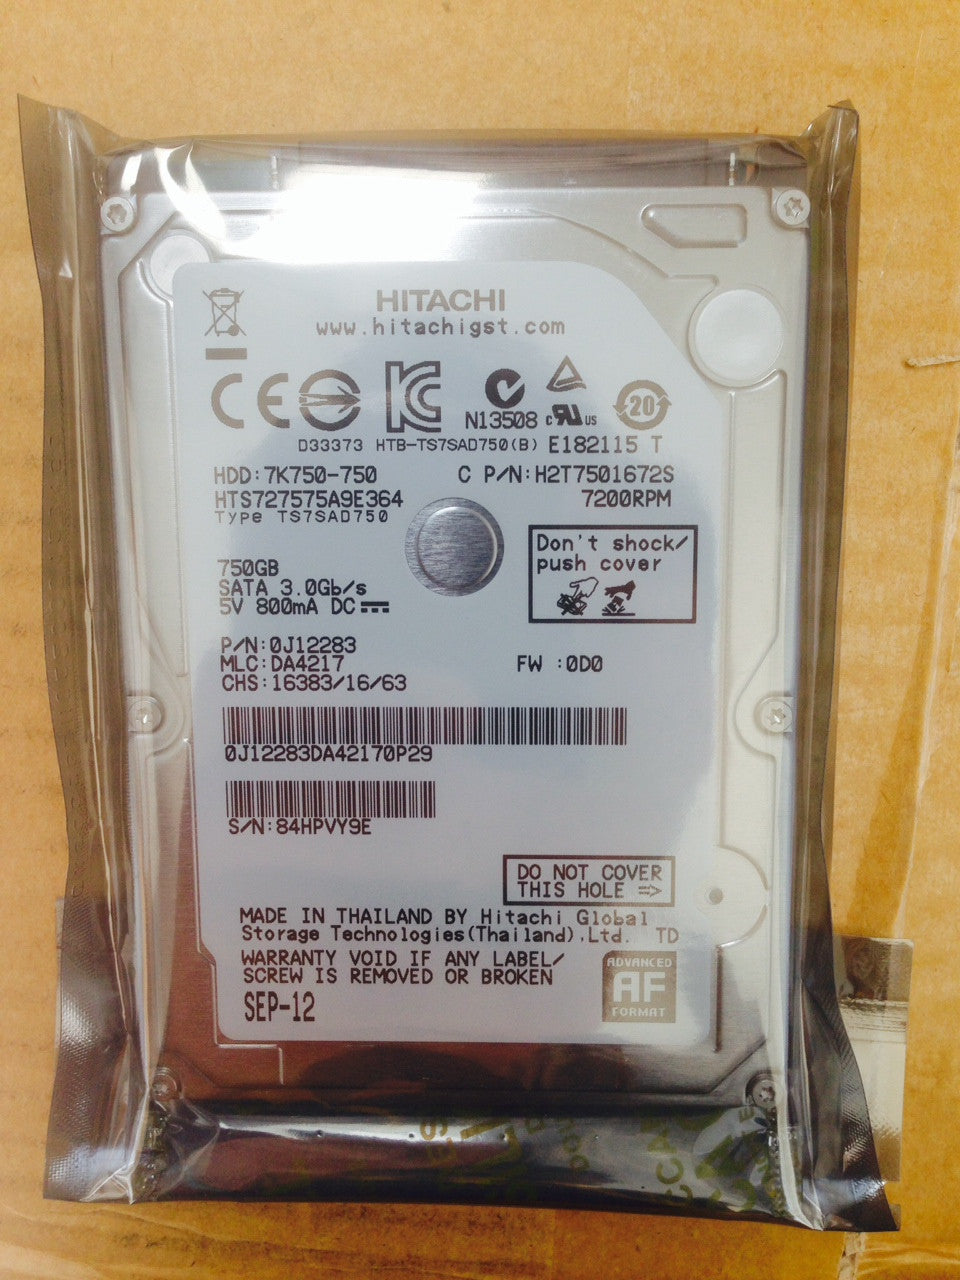 HITACHI
www.hitachigst.com
CE
N13508 c UR US
20
D33373 HTB-TS7SAD750(B) E182115 T
HDD:7K750-750 C P/N:H2T7501672S
HTS727575A9E364 7200RPM
Type TS7SAD750
Don't shock/
push cover
750GB
SATA 3.0Gb/s
5V 800mA DC
P/N:0J12283
MLC:DA4217 FW :0D0
CHS:16383/16/63
0J12283DA42170P29
S/N:84HPVY9E
DO NOT COVER
THIS HOLE
MADE IN THAILAND BY Hitachi Global
Storage Technologies(Thailand),Ltd. TD
WARRANTY VOID IF ANY LABEL/
SCREW IS REMOVED OR BROKEN
SEP-12
ADVANCED
AF
FORMAT